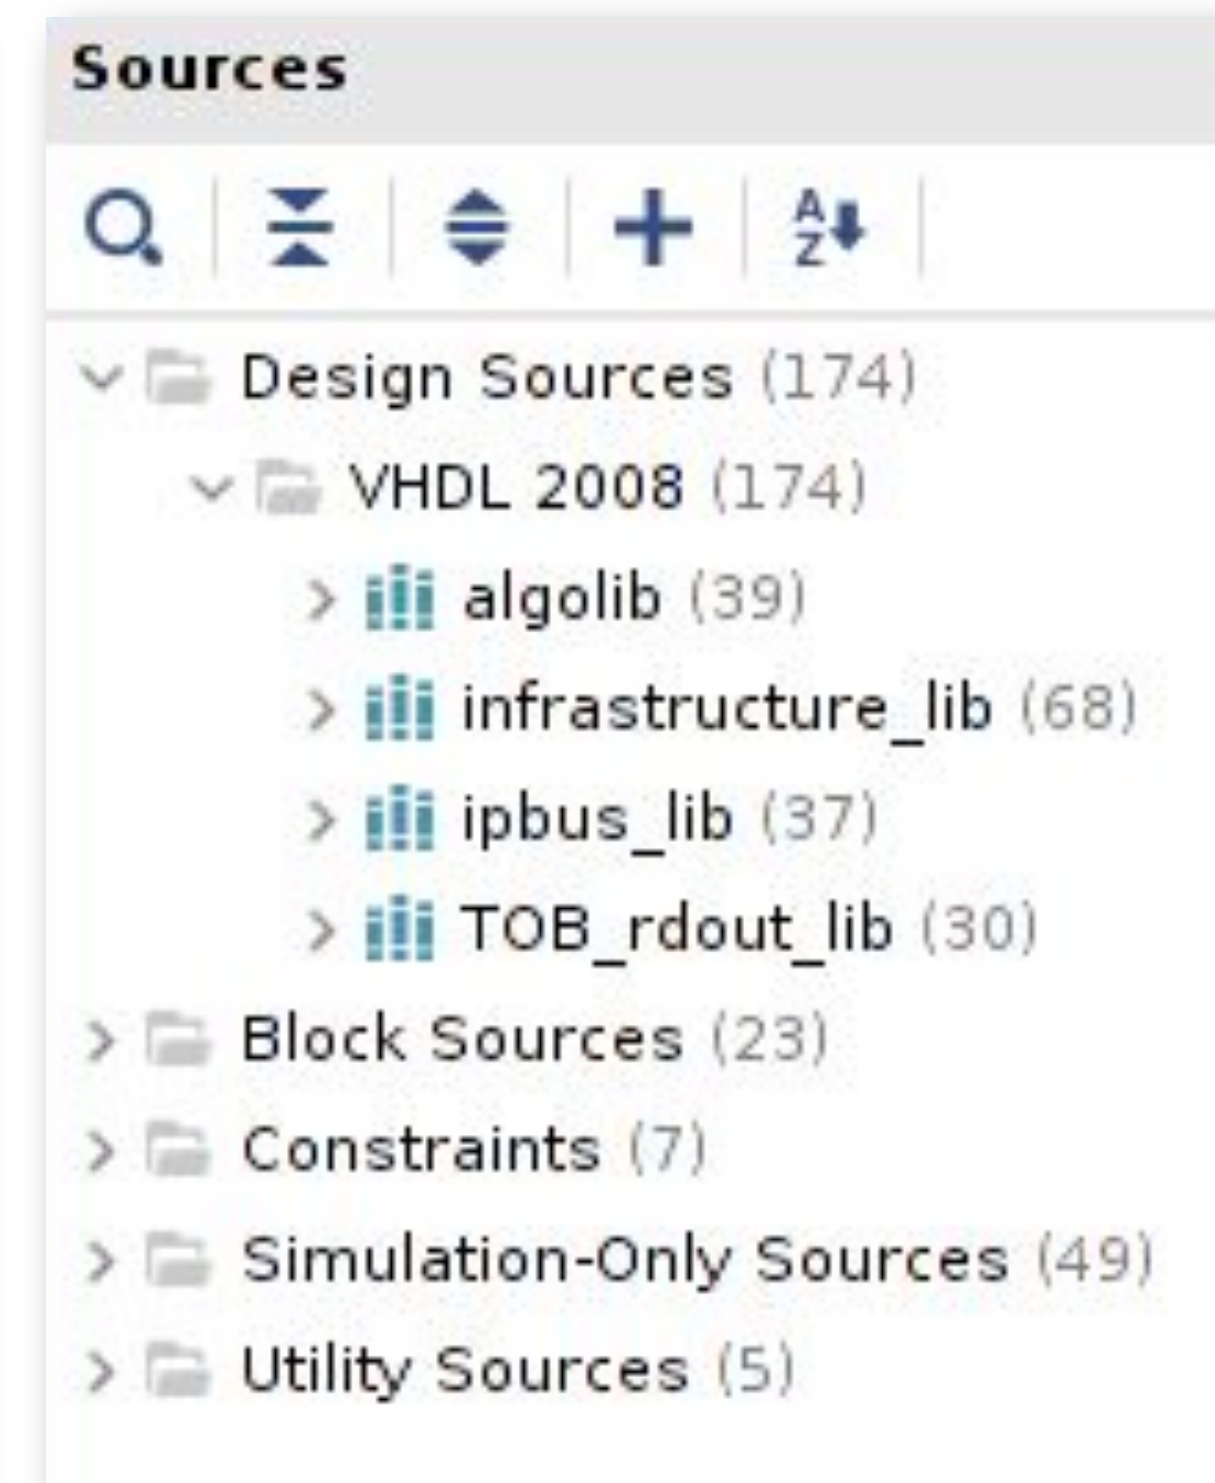 Sources
A
Z
Design Sources (174)
VHDL 2008 (174)
algolib (39)
infrastructure_lib (68)
ipbus_lib (37)
TOB_rdout_lib (30)
Block Sources (23)
Constraints (7)
Simulation-Only Sources (49)
Utility Sources (5)